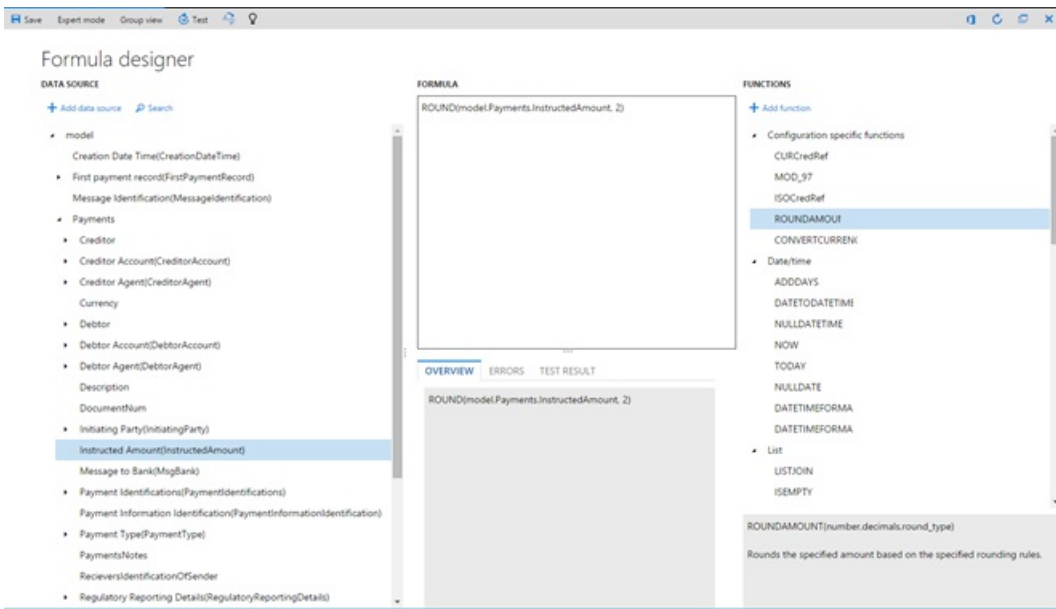 Save Expert mode Group view Test
Formula designer
DATA SOURCE
Add data source Search
model
Creation Date Time(CreationDateTime)
First payment record(FirstPaymentRecord)
Message Identification(MessageIdentification)
Payments
Creditor
Creditor Account(CreditorAccount)
Creditor Agent(CreditorAgent)
Currency
Debtor
Debtor Account(DebtorAccount)
Debtor Agent(DebtorAgent)
Description
DocumentNum
Initiating Party(InitiatingParty)
Instructed Amount(InstructedAmount)
Message to Bank(MsgBank)
Payment Identifications(PaymentIdentifications)
Payment Information Identification(PaymentInformationIdentification)
Payment Type(PaymentType)
PaymentsNotes
RecieversIdentificationOfSender
Regulatory Reporting Details(RegulatoryReportingDetails)
FORMULA
ROUND(model.Payments.InstructedAmount, 2)
OVERVIEW ERRORS TEST RESULT
ROUND(model.Payments.InstructedAmount, 2)
FUNCTIONS
Add function
Configuration specific functions
CURCredRef
MOD_97
ISOCredRef
ROUNDAMOUN
CONVERTCURRENC
Date/time
ADDDAYS
DATETODATETIME
NULLDATETIME
NOW
TODAY
NULLDATE
DATETIMEFORMA
DATETIMEFORMA
List
LISTJOIN
ISEMPTY
ROUNDAMOUNT(number.decimals.round_type)
Rounds the specified amount based on the specified rounding rules.